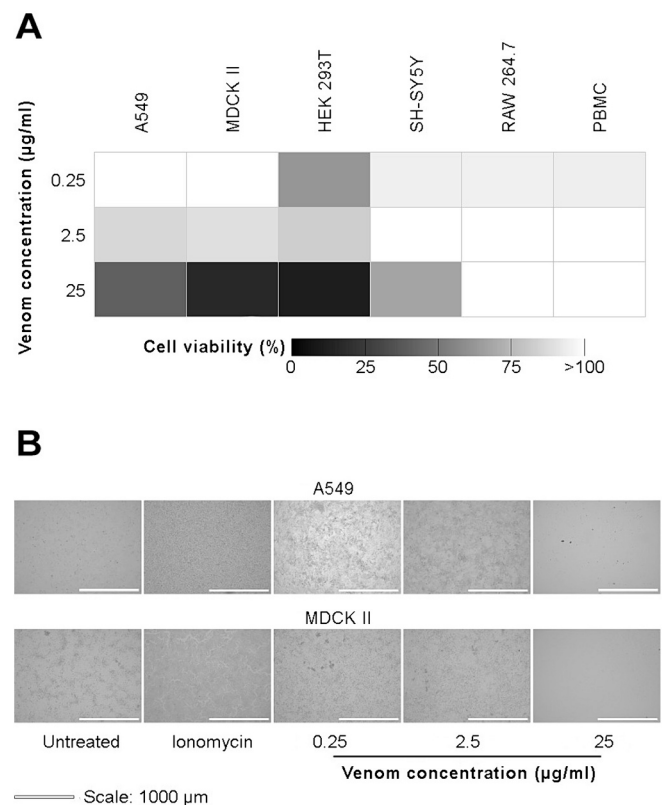 A
A549
MDCK II
HEK 293T
SH-SY5Y
RAW 264.7
PBMC
Venom concentration (µg/ml)
0.25
2.5
25
Cell viability (%)
0 25 50 75 >100
B
A549
MDCK II
Untreated Ionomycin 0.25 2.5 25
Venom concentration (µg/ml)
Scale: 1000 µm